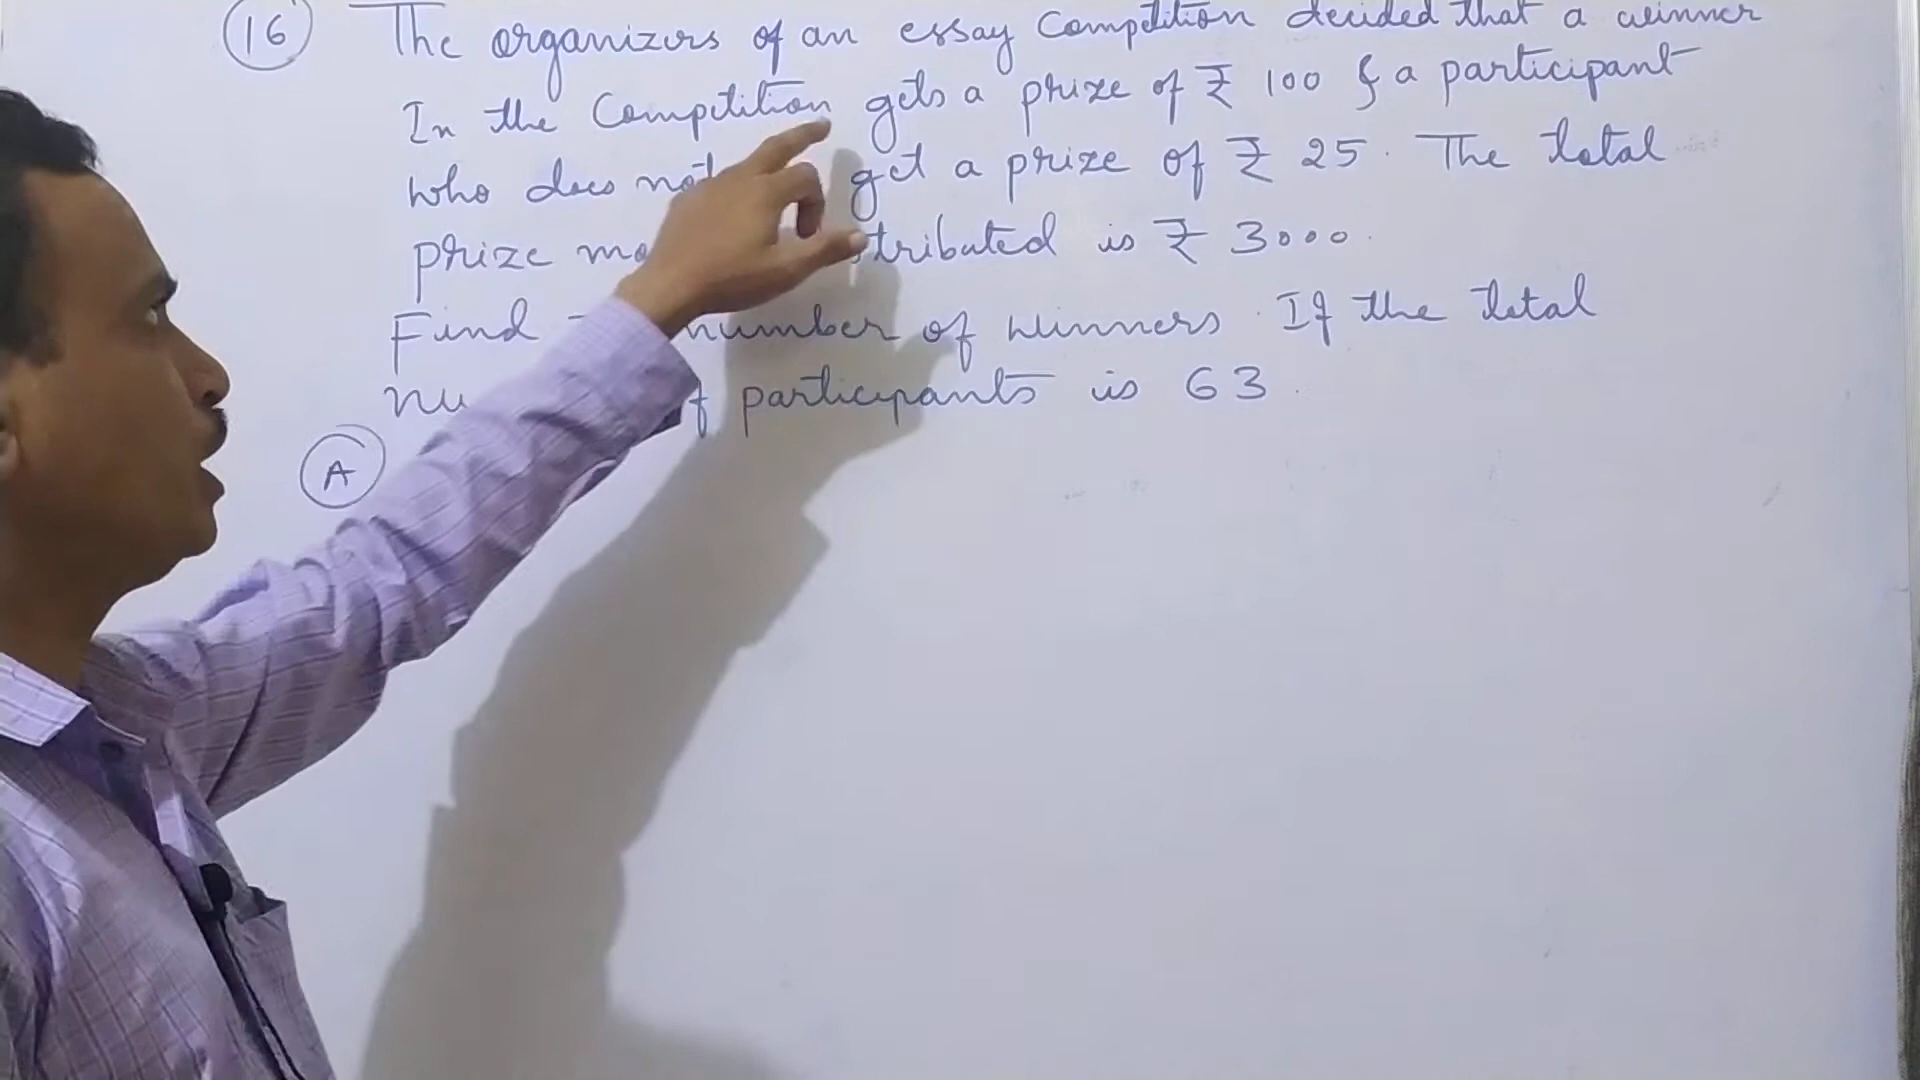 16 The organizers of an essay Competition decided that a winner
In the Competition gets a prize of ₹ 100 & a participant
who does not get a prize of ₹ 25. The total
prize is ₹ 3000.
Find number of winners. If the total
participants is 63.
A